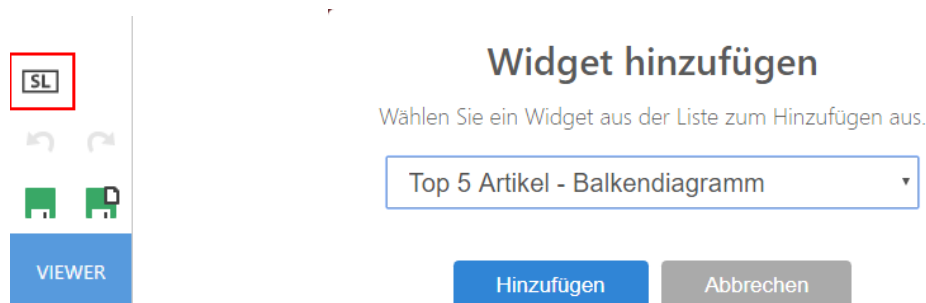 SL
VIEWER
Widget hinzufügen
Wählen Sie ein Widget aus der Liste zum Hinzufügen aus.
Top 5 Artikel - Balkendiagramm
Hinzufügen
Abbrechen